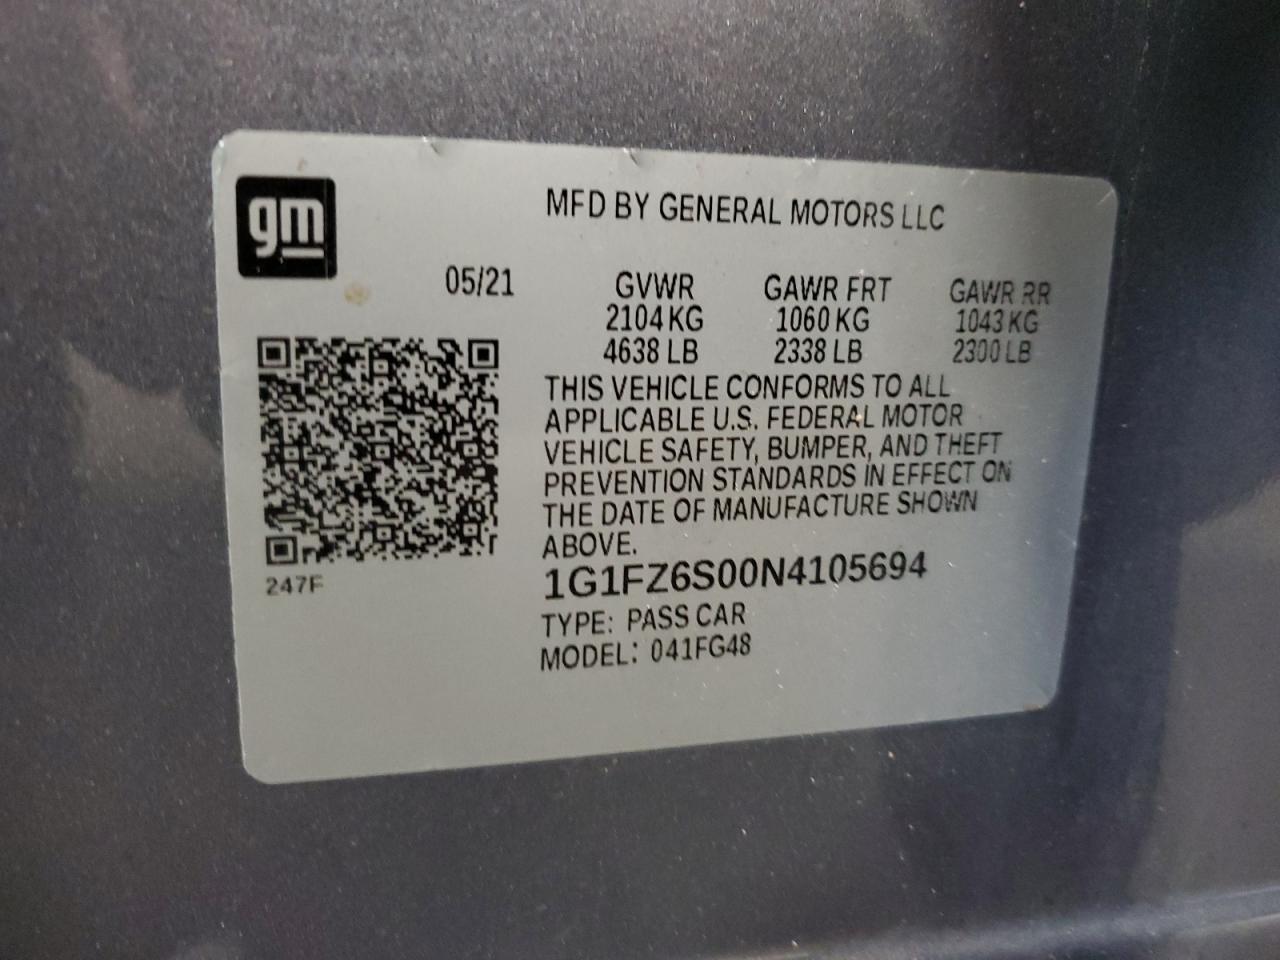 gm
MFD BY GENERAL MOTORS LLC
05/21
GVWR GAWR FRT GAWR RR
2104 KG 1060 KG 1043 KG
4638 LB 2338 LB 2300 LB
THIS VEHICLE CONFORMS TO ALL
APPLICABLE U.S. FEDERAL MOTOR
VEHICLE SAFETY, BUMPER, AND THEFT
PREVENTION STANDARDS IN EFFECT ON
THE DATE OF MANUFACTURE SHOWN
ABOVE.
247F
1G1FZ6S00N4105694
TYPE: PASS CAR
MODEL: 041FG48